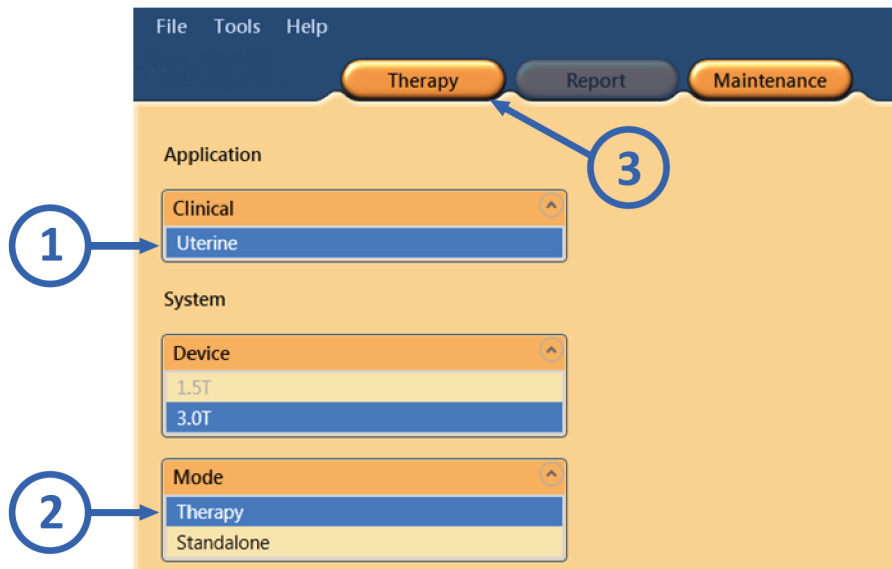 File Tools Help
Therapy Report Maintenance
3
Application
Clinical
1
Uterine
System
Device
1.5T
3.0T
Mode
2
Therapy
Standalone